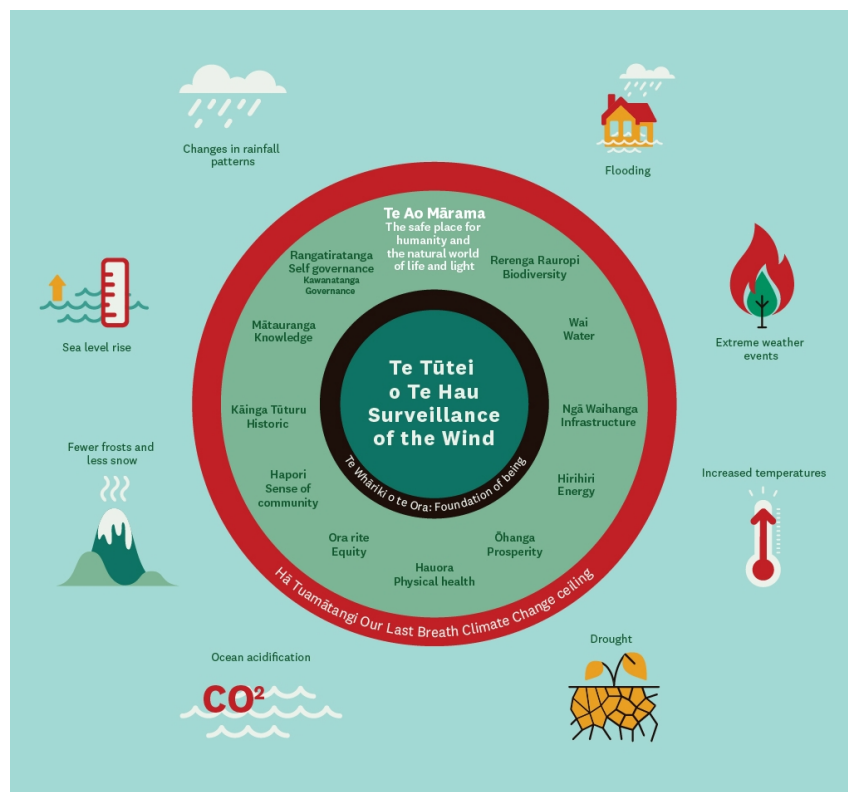 Changes in rainfall
patterns
Flooding
Te Ao Mārama
The safe place for
humanity and
the natural world
of life and light
Rangatiratanga
Self governance
Kawanatanga
Governance
Rerenga Rauropi
Biodiversity
Mātauranga
Knowledge
Wai
Water
Sea level rise
Extreme weather
events
Te Tūtei
o Te Hau
Surveillance
of the Wind
Te Whāriki o te Ora: Foundation of being
Kāinga Tūturu
Historic
Ngā Waihanga
Infrastructure
Fewer frosts and
less snow
Hapori
Sense of
community
Hirihiri
Energy
Increased temperatures
Ora rite
Equity
Ōhanga
Prosperity
Hauora
Physical health
Hā Tuamātangi Our Last Breath Climate Change ceiling
Ocean acidification
CO²
Drought